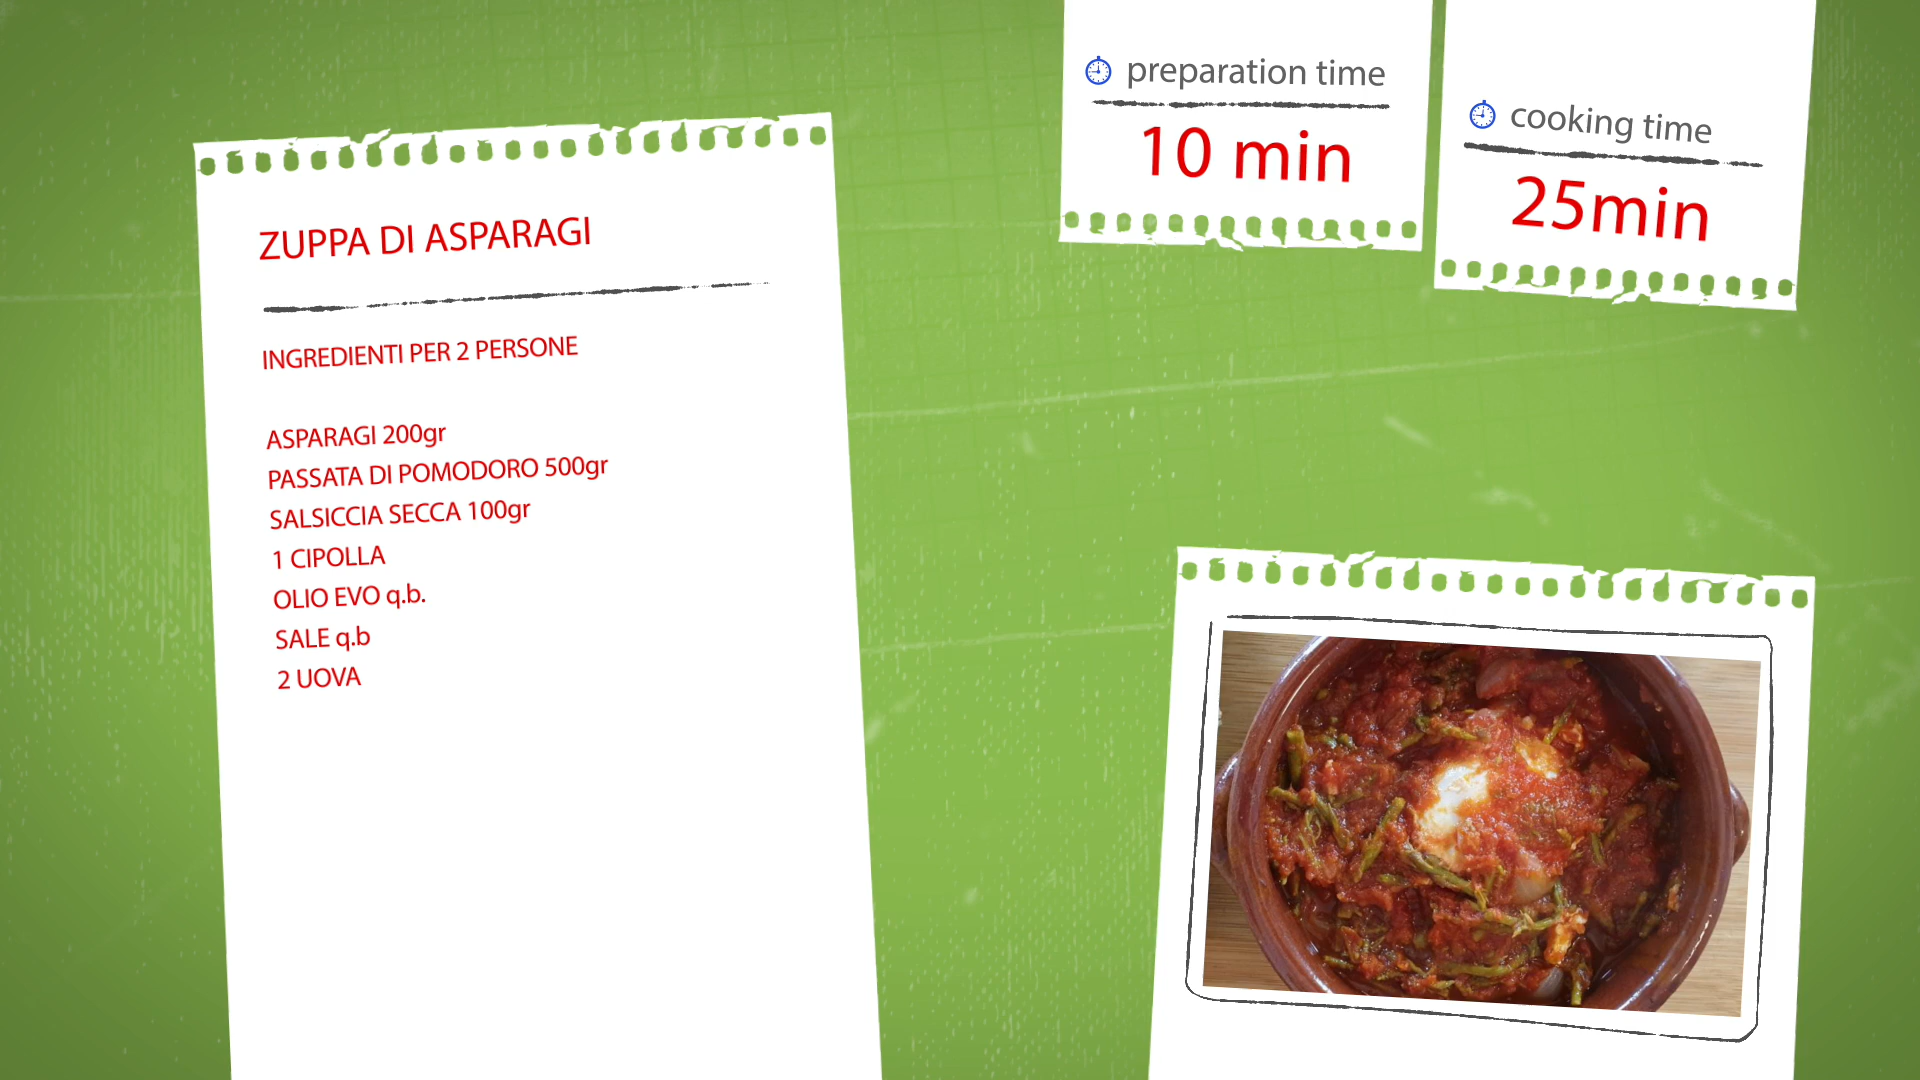 ZUPPA DI ASPARAGI
INGREDIENTI PER 2 PERSONE
ASPARAGI 200gr
PASSATA DI POMODORO 500gr
SALSICCIA SECCA 100gr
1 CIPOLLA
OLIO EVO q.b.
SALE q.b
2 UOVA
preparation time
10 min
cooking time
25min